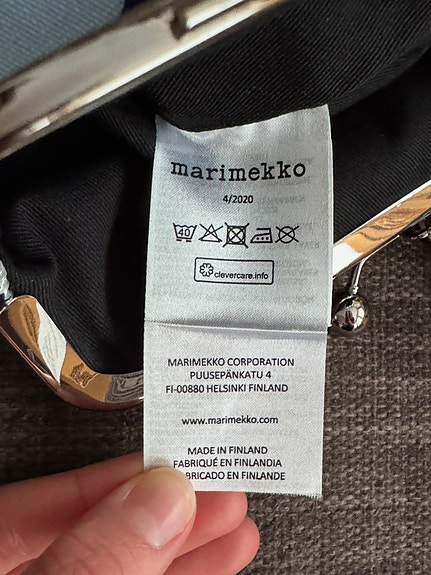 marimekko
4/2020
40
clevercare.info
MARIMEKKO CORPORATION
PUUSEPÄNKATU 4
FI-00880 HELSINKI FINLAND
www.marimekko.com
MADE IN FINLAND
FABRIQUÉ EN FINLANDIA
FABRICADO EN FINLANDE